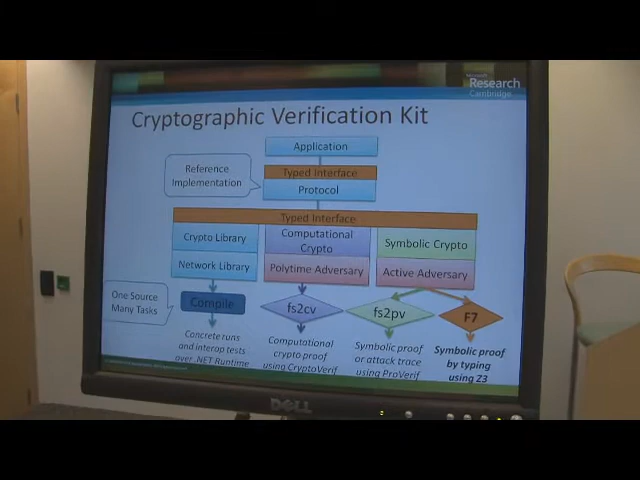 Microsoft
Research
Cambridge
Cryptographic Verification Kit
Application
Reference
Implementation
Typed Interface
Protocol
Typed Interface
Crypto Library
Computational
Crypto
Symbolic Crypto
Network Library
Polytime Adversary
Active Adversary
One Source
Many Tasks
Compile
fs2cv
fs2pv
F7
Concrete runs
and interop tests
over .NET Runtime
Computational
crypto proof
using CryptoVerif
Symbolic proof
or attack trace
using ProVerif
Symbolic proof
by typing
using Z3
DELL